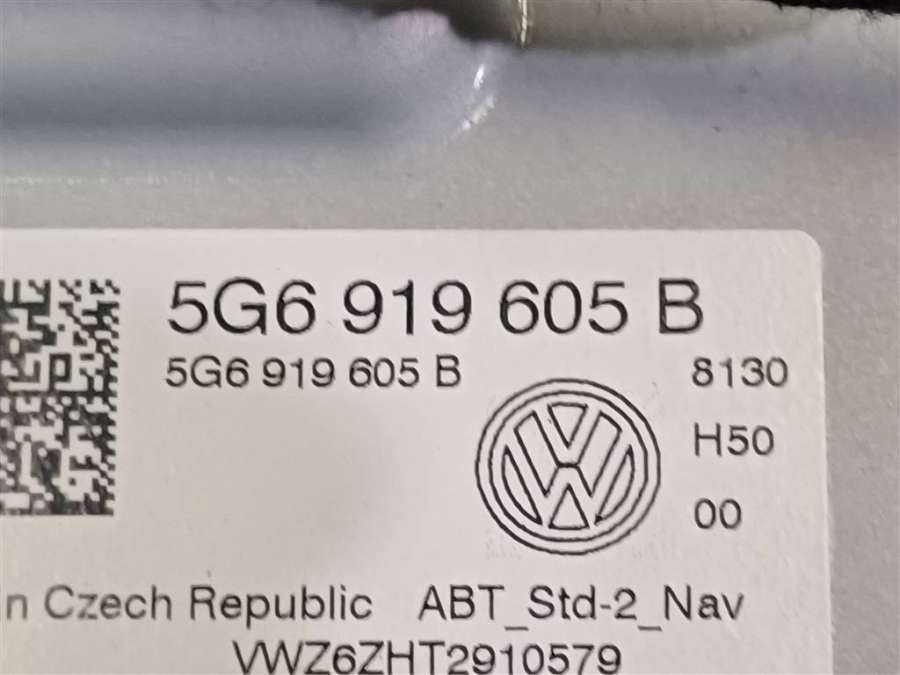 5G6 919 605 B
5G6 919 605 B
8130
H50
00
n Czech Republic ABT_Std-2_Nav
VWZ6ZHT2910579